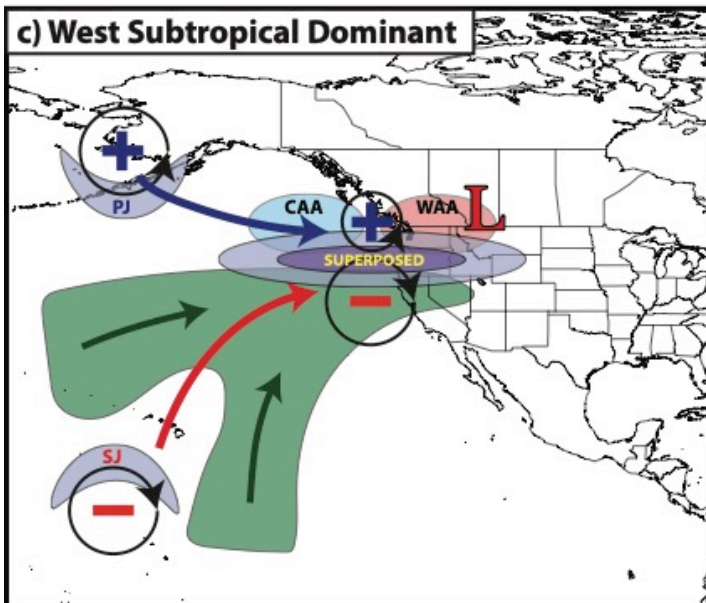 c) West Subtropical Dominant
+
PJ
CAA
+
WAA
L
SUPERPOSED
−
SJ
−